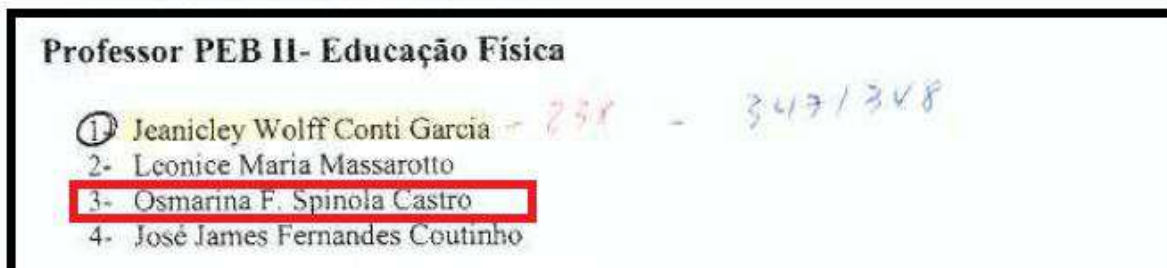 Professor PEB II- Educação Física
1- Jeanicley Wolff Conti Garcia - 238 - 347/348
2- Leonice Maria Massarotto
3- Osmarina F. Spinola Castro
4- José James Fernandes Coutinho